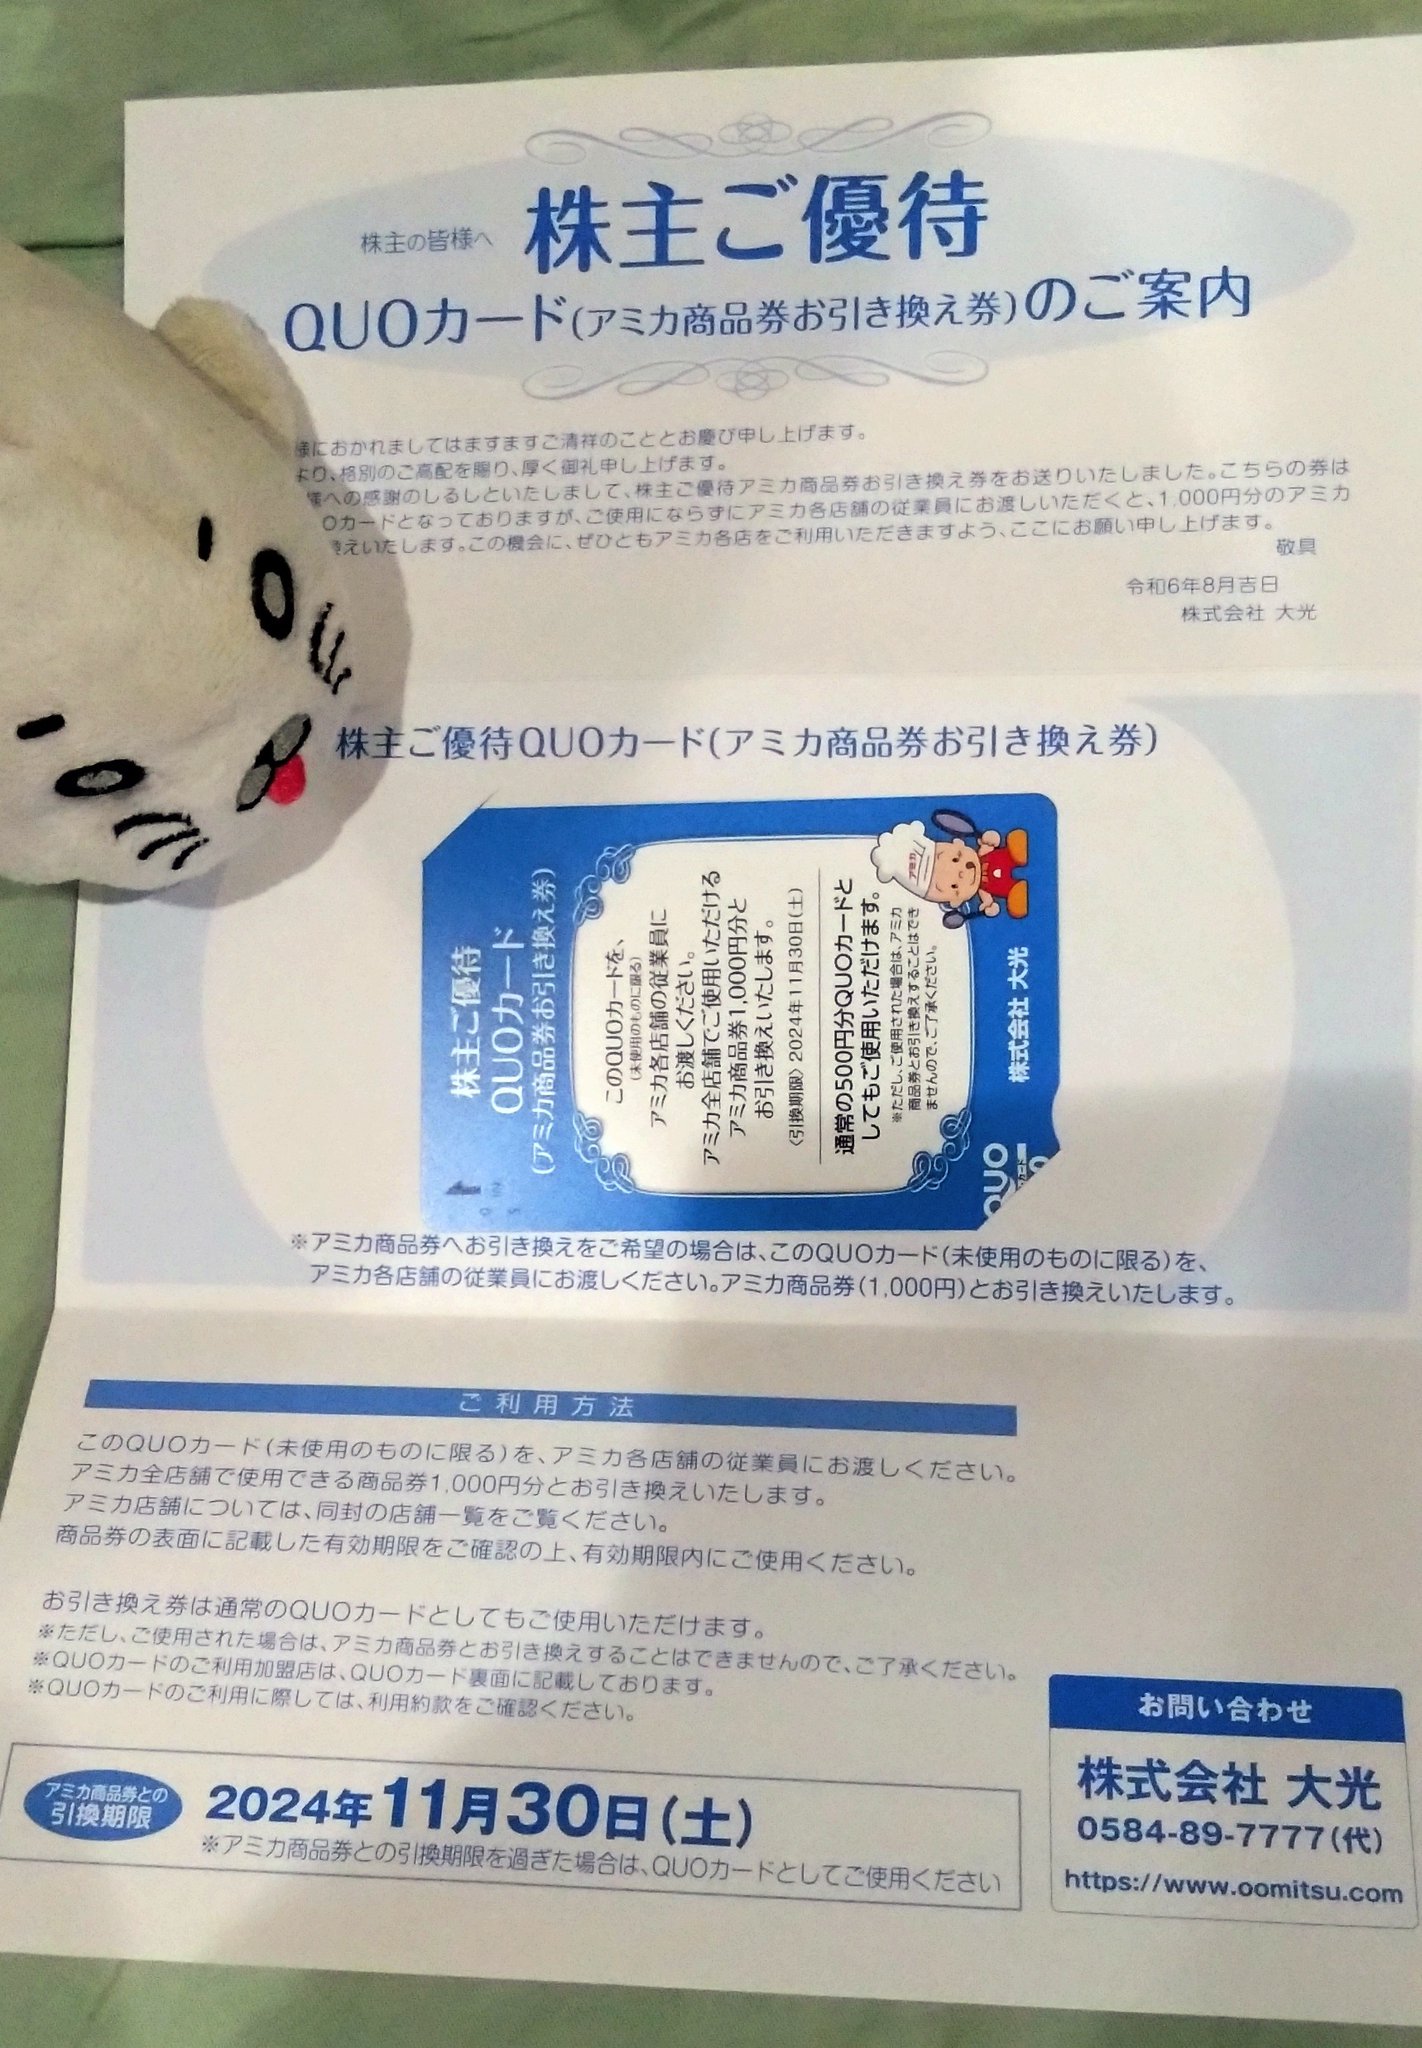 株主の皆様へ
株主ご優待
QUOカード(アミカ商品券お引き換え券)のご案内
におかれましてはますますご清祥のこととお慶び申し上げます。
より、格別のご高配を賜り、厚く御礼申し上げます。
様への感謝のしるしといたしまして、株主ご優待アミカ商品券お引き換え券をお送りいたしました。こちらの券は
Oカードとなっておりますが、ご使用にならずにアミカ各店舗の従業員にお渡しいただくと、1,000円分のアミカ
換えいたします。この機会に、ぜひともアミカ各店をご利用いただきますよう、ここにお願い申し上げます。
敬具
令和6年8月吉日
株式会社 大光
株主ご優待QUOカード(アミカ商品券お引き換え券)
株主ご優待
QUOカード
(アミカ商品券お引き換え券)
このQUOカードを、
(未使用のものに限る)
アミカ各店舗の従業員に
お渡しください。
アミカ全店舗でご使用いただける
アミカ商品券1,000円分と
お引き換えいたします。
〈引換期限〉2024年11月30日(土)
通常の500円分QUOカードと
してもご使用いただけます。
※ただし、ご使用された場合は、アミカ
商品券とお引き換えすることはでき
ませんので、ご了承ください。
アミカ
株式会社 大光
QUO
カード
※アミカ商品券へお引き換えをご希望の場合は、このQUOカード(未使用のものに限る)を、
アミカ各店舗の従業員にお渡しください。アミカ商品券(1,000円)とお引き換えいたします。
ご利用方法
このQUOカード(未使用のものに限る)を、アミカ各店舗の従業員にお渡しください。
アミカ全店舗で使用できる商品券1,000円分とお引き換えいたします。
アミカ店舗については、同封の店舗一覧をご覧ください。
商品券の表面に記載した有効期限をご確認の上、有効期限内にご使用ください。
お引き換え券は通常のQUOカードとしてもご使用いただけます。
※ただし、ご使用された場合は、アミカ商品券とお引き換えすることはできませんので、ご了承ください。
※QUOカードのご利用加盟店は、QUOカード裏面に記載しております。
※QUOカードのご利用に際しては、利用約款をご確認ください。
アミカ商品券との
引換期限
2024年11月30日(土)
※アミカ商品券との引換期限を過ぎた場合は、QUOカードとしてご使用ください
お問い合わせ
株式会社 大光
0584-89-7777(代)
https://www.oomitsu.com